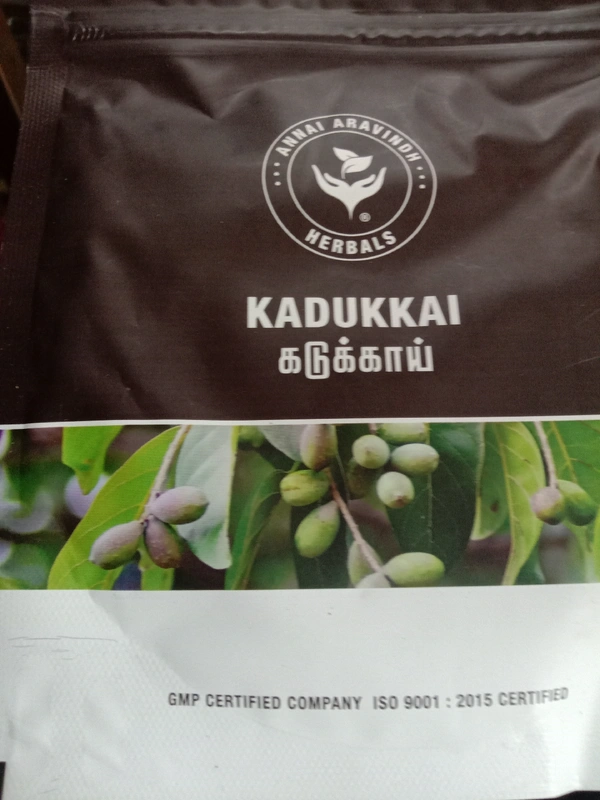 ANNAI ARAVINDH
®
HERBALS
KADUKKAI
கடுக்காய்
GMP CERTIFIED COMPANY ISO 9001 : 2015 CERTIFIED